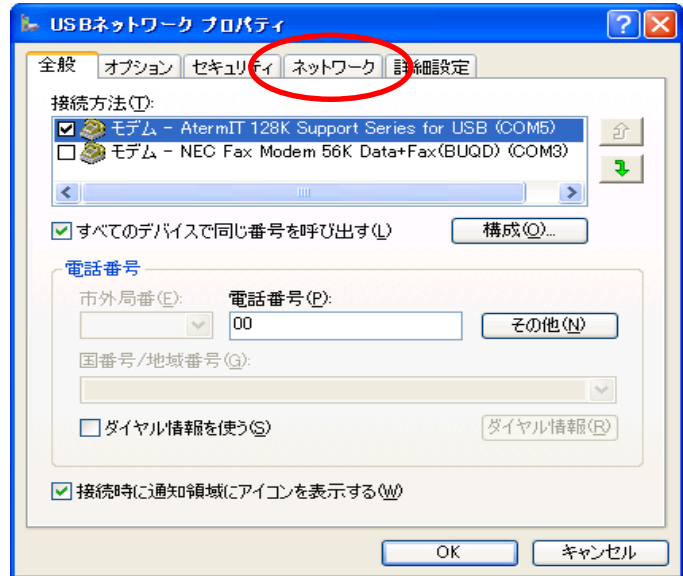 USBネットワーク プロパティ
全般 オプション セキュリティ ネットワーク 詳細設定
接続方法(T):
モデム - AtermIT 128K Support Series for USB (COM5)
モデム - NEC Fax Modem 56K Data+Fax(BUQD) (COM3)
すべてのデバイスで同じ番号を呼び出す(L) 構成(O)...
電話番号
市外局番(E): 電話番号(P):
00 その他(N)
国番号/地域番号(G):
ダイヤル情報を使う(S) ダイヤル情報(R)
接続時に通知領域にアイコンを表示する(W)
OK キャンセル